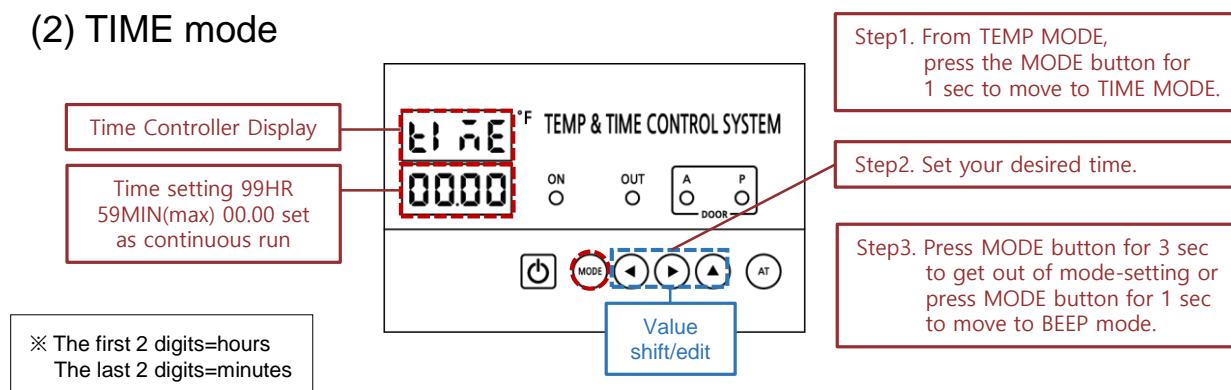 (2) TIME mode
Time Controller Display
Time setting 99HR
59MIN(max) 00.00 set
as continuous run
※ The first 2 digits=hours
The last 2 digits=minutes
tImE
°F
TEMP & TIME CONTROL SYSTEM
00.00
ON
OUT
A
P
DOOR
MODE
AT
Value
shift/edit
Step1. From TEMP MODE,
press the MODE button for
1 sec to move to TIME MODE.
Step2. Set your desired time.
Step3. Press MODE button for 3 sec
to get out of mode-setting or
press MODE button for 1 sec
to move to BEEP mode.